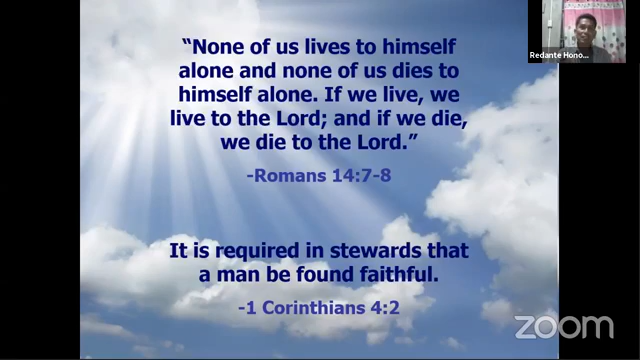 “None of us lives to himself
alone and none of us dies to
himself alone. If we live, we
live to the Lord; and if we die,
we die to the Lord.”
-Romans 14:7-8
It is required in stewards that
a man be found faithful.
-1 Corinthians 4:2
Redante Hono...
zoom